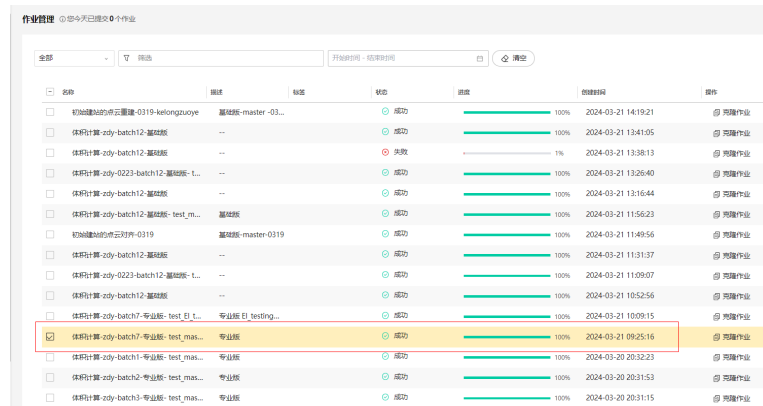 作业管理 您今天已提交0个作业
全部 筛选 开始时间 - 结束时间 清空
名称 描述 标签 状态 进度 创建时间 操作
初始建站的点云重建-0319-kelongzuoye 基础版-master -03... 成功 100% 2024-03-21 14:19:21 克隆作业
体积计算-zdy-batch12-基础版 -- 成功 100% 2024-03-21 13:41:05 克隆作业
体积计算-zdy-batch12-基础版 -- 失败 1% 2024-03-21 13:38:13 克隆作业
体积计算-zdy-0223-batch12-基础版- t... -- 成功 100% 2024-03-21 13:26:40 克隆作业
体积计算-zdy-batch12-基础版 -- 成功 100% 2024-03-21 13:16:44 克隆作业
体积计算-zdy-batch12-基础版- test_m... 基础版 成功 100% 2024-03-21 11:56:23 克隆作业
初始建站的点云对齐-0319 基础版-master-0319 成功 100% 2024-03-21 11:49:56 克隆作业
体积计算-zdy-batch12-基础版 -- 成功 100% 2024-03-21 11:31:37 克隆作业
体积计算-zdy-0223-batch12-基础版- t... -- 成功 100% 2024-03-21 11:09:07 克隆作业
体积计算-zdy-batch12-基础版 -- 成功 100% 2024-03-21 10:52:56 克隆作业
体积计算-zdy-batch7-专业版- test_EI_t... 专业版 EI_testing... 成功 100% 2024-03-21 10:09:15 克隆作业
体积计算-zdy-batch7-专业版- test_mas... 专业版 成功 100% 2024-03-21 09:25:16 克隆作业
体积计算-zdy-batch1-专业版- test_mas... 专业版 成功 100% 2024-03-20 20:32:23 克隆作业
体积计算-zdy-batch2-专业版- test_mas... 专业版 成功 100% 2024-03-20 20:31:53 克隆作业
体积计算-zdy-batch3-专业版- test_mas... 专业版 成功 100% 2024-03-20 20:31:15 克隆作业